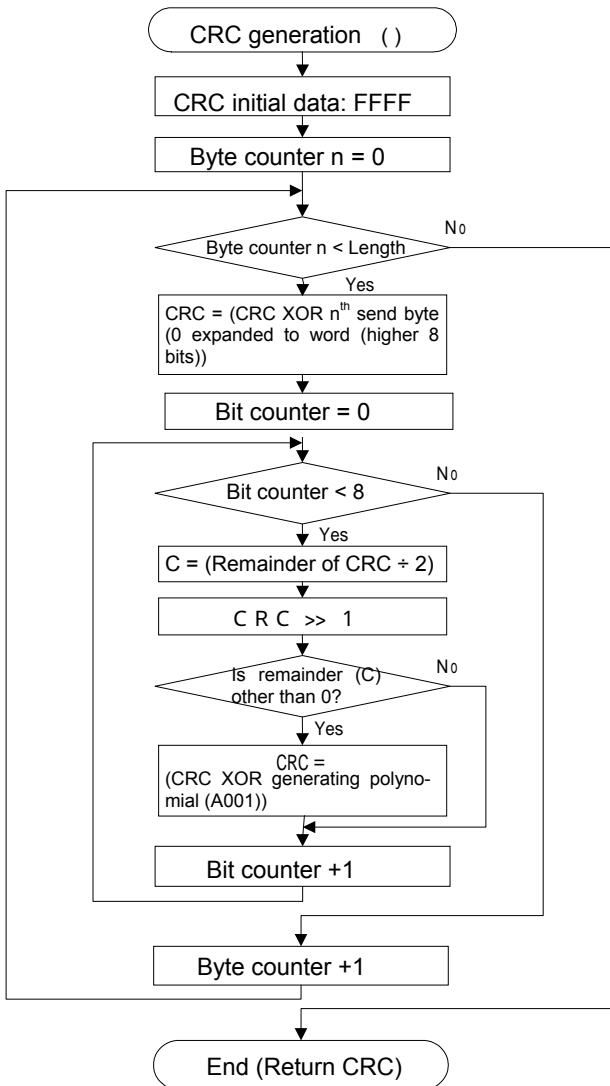 CRC generation ( )
CRC initial data: FFFF
Byte counter n = 0
Byte counter n < Length
No
Yes
CRC = (CRC XOR nth send byte
(0 expanded to word (higher 8
bits))
Bit counter = 0
Bit counter < 8
No
Yes
C = (Remainder of CRC ÷ 2)
C R C >> 1
Is remainder (C)
other than 0?
No
Yes
CRC =
(CRC XOR generating polyno-
mial (A001))
Bit counter +1
Byte counter +1
End (Return CRC)